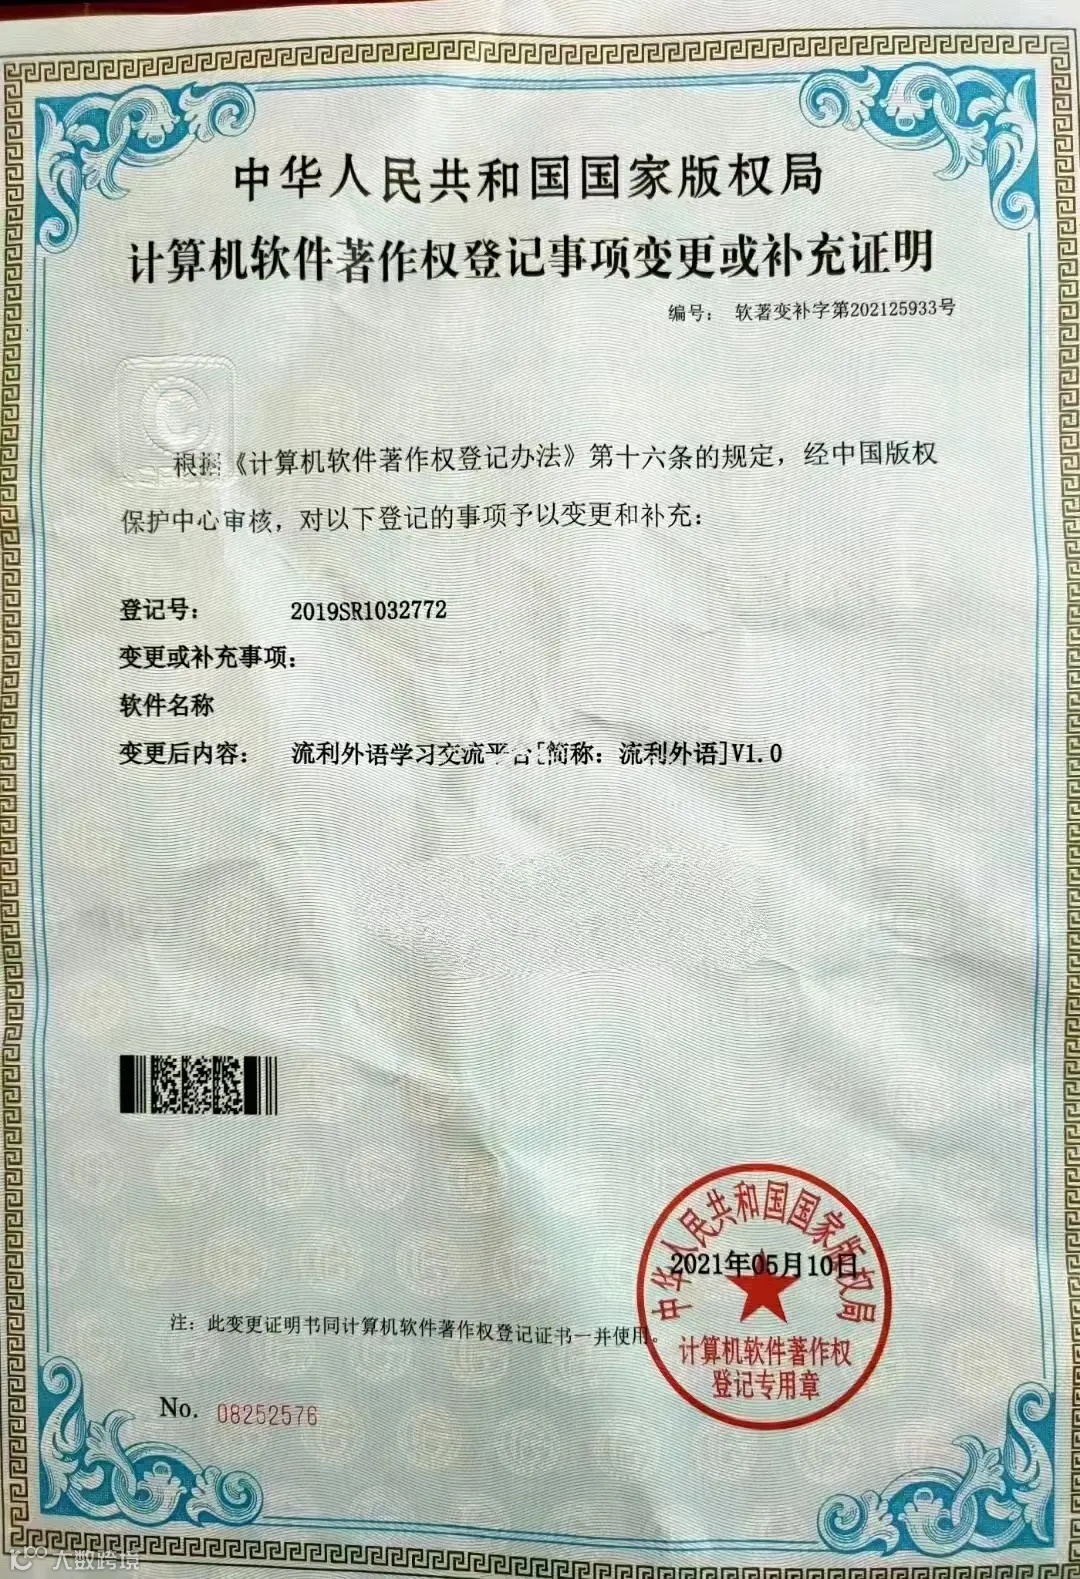 中华人民共和国国家版权局
计算机软件著作权登记事项变更或补充证明
编号： 软著变补字第202125933号
根据《计算机软件著作权登记办法》第十六条的规定，经中国版权
保护中心审核，对以下登记的事项予以变更和补充：
登记号： 2019SR1032772
变更或补充事项：
软件名称
变更后内容： 流利外语学习交流平台[简称：流利外语]V1.0
中华人民共和国国家版权局
2021年05月10日
计算机软件著作权
登记专用章
注：此变更证明书同计算机软件著作权登记证书一并使用。
No. 08252576
大数跨境